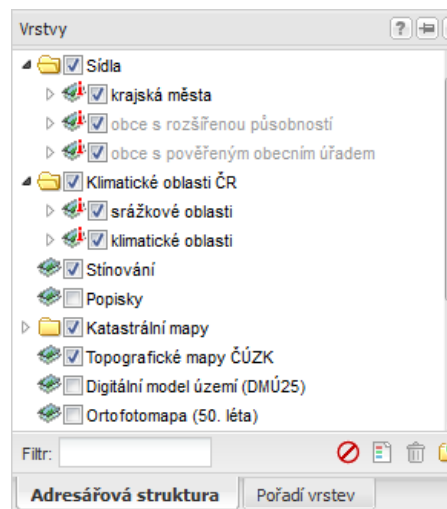 Vrstvy
Sídla
krajská města
obce s rozšířenou působností
obce s pověřeným obecním úřadem
Klimatické oblasti ČR
srážkové oblasti
klimatické oblasti
Stínování
Popisky
Katastrální mapy
Topografické mapy ČÚZK
Digitální model území (DMÚ25)
Ortofotomapa (50. léta)
Filtr:
Adresářová struktura Pořadí vrstev